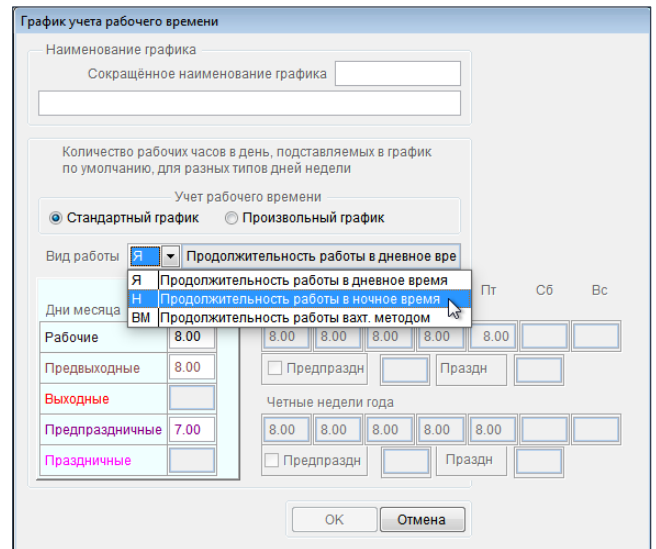 График учета рабочего времени
Наименование графика
Сокращённое наименование графика
Количество рабочих часов в день, подставляемых в график
по умолчанию, для разных типов дней недели
Учет рабочего времени
Стандартный график Произвольный график
Вид работы Я Продолжительность работы в дневное вре
Я Продолжительность работы в дневное время
Н Продолжительность работы в ночное время
ВМ Продолжительность работы вахт. методом
Дни месяца Пт Сб Вс
Рабочие 8.00 8.00 8.00 8.00 8.00 8.00
Предвыходные 8.00 Предпраздн Праздн
Выходные Четные недели года
Предпраздничные 7.00 8.00 8.00 8.00 8.00 8.00
Праздничные Предпраздн Праздн
OK Отмена